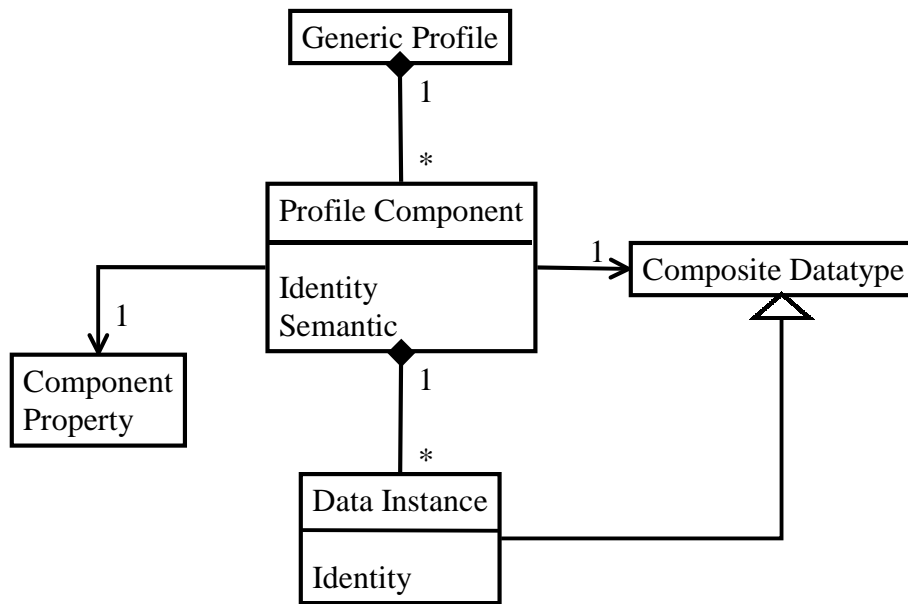 Generic Profile
1
*
Profile Component
Identity
Semantic
1
Composite Datatype
1
Component
Property
1
*
Data Instance
Identity